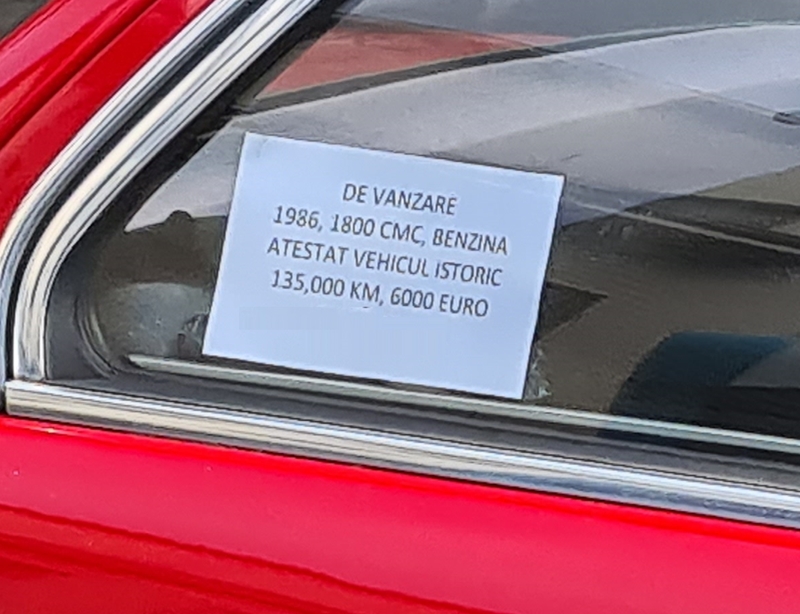 DE VANZARE
1986, 1800 CMC, BENZINA
ATESTAT VEHICUL ISTORIC
135,000 KM, 6000 EURO